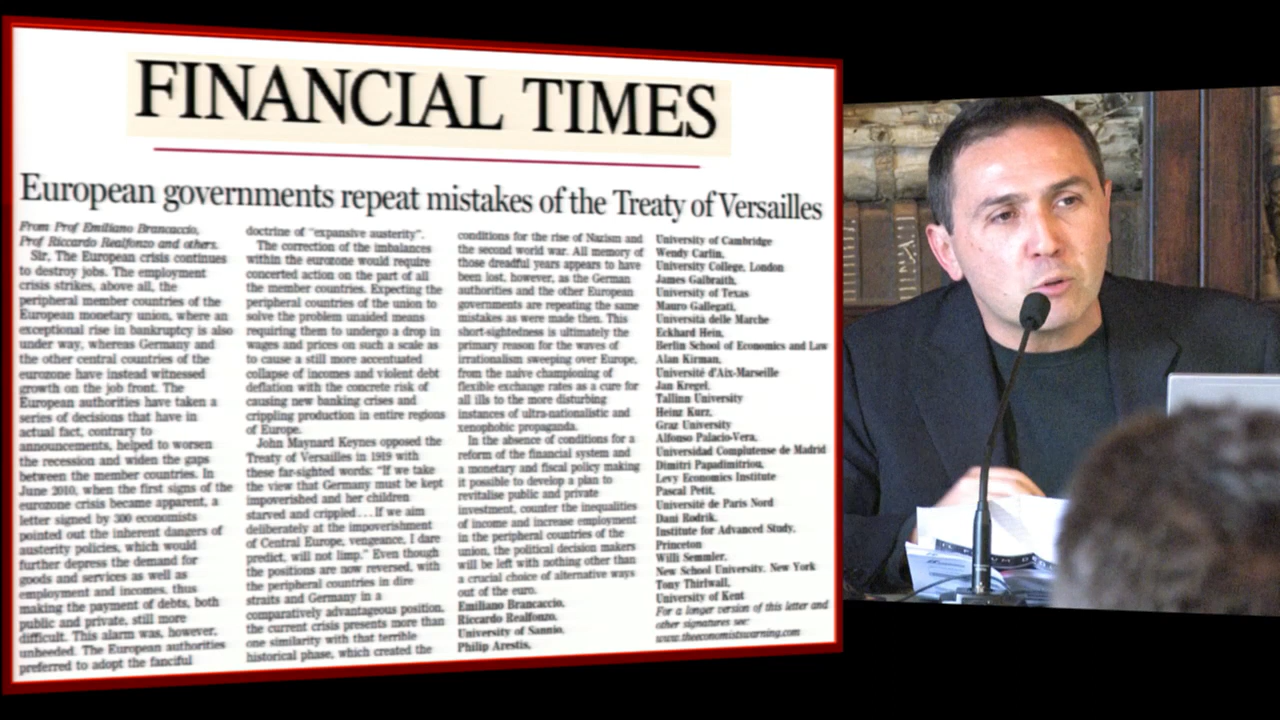 FINANCIAL TIMES
European governments repeat mistakes of the Treaty of Versailles
From Prof Emiliano Brancaccio,
Prof Riccardo Realfonzo and others.
Sir, The European crisis continues
to destroy jobs. The employment
crisis strikes, above all, the
peripheral member countries of the
European monetary union, where an
exceptional rise in bankruptcy is also
under way, whereas Germany and
the other central countries of the
eurozone have instead witnessed
growth on the job front. The
European authorities have taken a
series of decisions that have in
actual fact, contrary to
announcements, helped to worsen
the recession and widen the gaps
between the member countries. In
June 2010, when the first signs of the
eurozone crisis became apparent, a
letter signed by 300 economists
pointed out the inherent dangers of
austerity policies, which would
further depress the demand for
goods and services as well as
employment and incomes, thus
making the payment of debts, both
public and private, still more
difficult. This alarm was, however,
unheeded. The European authorities
preferred to adopt the fanciful
doctrine of "expansive austerity".
The correction of the imbalances
within the eurozone would require
concerted action on the part of all
the member countries. Expecting the
peripheral countries of the union to
solve the problem unaided means
requiring them to undergo a drop in
wages and prices on such a scale as
to cause a still more accentuated
collapse of incomes and violent debt
deflation with the concrete risk of
causing new banking crises and
crippling production in entire regions
of Europe.
John Maynard Keynes opposed the
Treaty of Versailles in 1919 with
these far-sighted words: "If we take
the view that Germany must be kept
impoverished and her children
starved and crippled . . . If we aim
deliberately at the impoverishment
of Central Europe, vengeance, I dare
predict, will not limp." Even though
the positions are now reversed, with
the peripheral countries in dire
straits and Germany in a
comparatively advantageous position,
the current crisis presents more than
one similarity with that terrible
historical phase, which created the
conditions for the rise of Nazism and
the second world war. All memory of
those dreadful years appears to have
been lost, however, as the German
authorities and the other European
governments are repeating the same
mistakes as were made then. This
short-sightedness is ultimately the
primary reason for the waves of
irrationalism sweeping over Europe,
from the naive championing of
flexible exchange rates as a cure for
all ills to the more disturbing
instances of ultra-nationalistic and
xenophobic propaganda.
In the absence of conditions for a
reform of the financial system and
a monetary and fiscal policy making
it possible to develop a plan to
revitalise public and private
investment, counter the inequalities
of income and increase employment
in the peripheral countries of the
union, the political decision makers
will be left with nothing other than
a crucial choice of alternative ways
out of the euro.
Emiliano Brancaccio,
Riccardo Realfonzo,
University of Sannio,
Philip Arestis,
University of Cambridge
Wendy Carlin,
University College, London
James Galbraith,
University of Texas
Mauro Gallegati,
Università delle Marche
Eckhard Hein,
Berlin School of Economics and Law
Alan Kirman,
Université d'Aix-Marseille
Jan Kregel,
Tallinn University
Heinz Kurz,
Graz University
Alfonso Palacio-Vera,
Universidad Complutense de Madrid
Dimitri Papadimitriou,
Levy Economics Institute
Pascal Petit,
Université de Paris Nord
Dani Rodrik,
Institute for Advanced Study,
Princeton
Willi Semmler,
New School University, New York
Tony Thirlwall,
University of Kent
For a longer version of this letter and
other signatures see:
www.theeconomistswarning.com